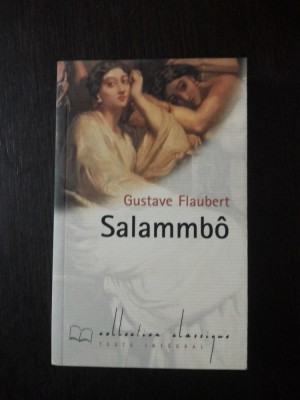 Gustave Flaubert
Salammbô
collection classique
TEXTE INTÉGRAL